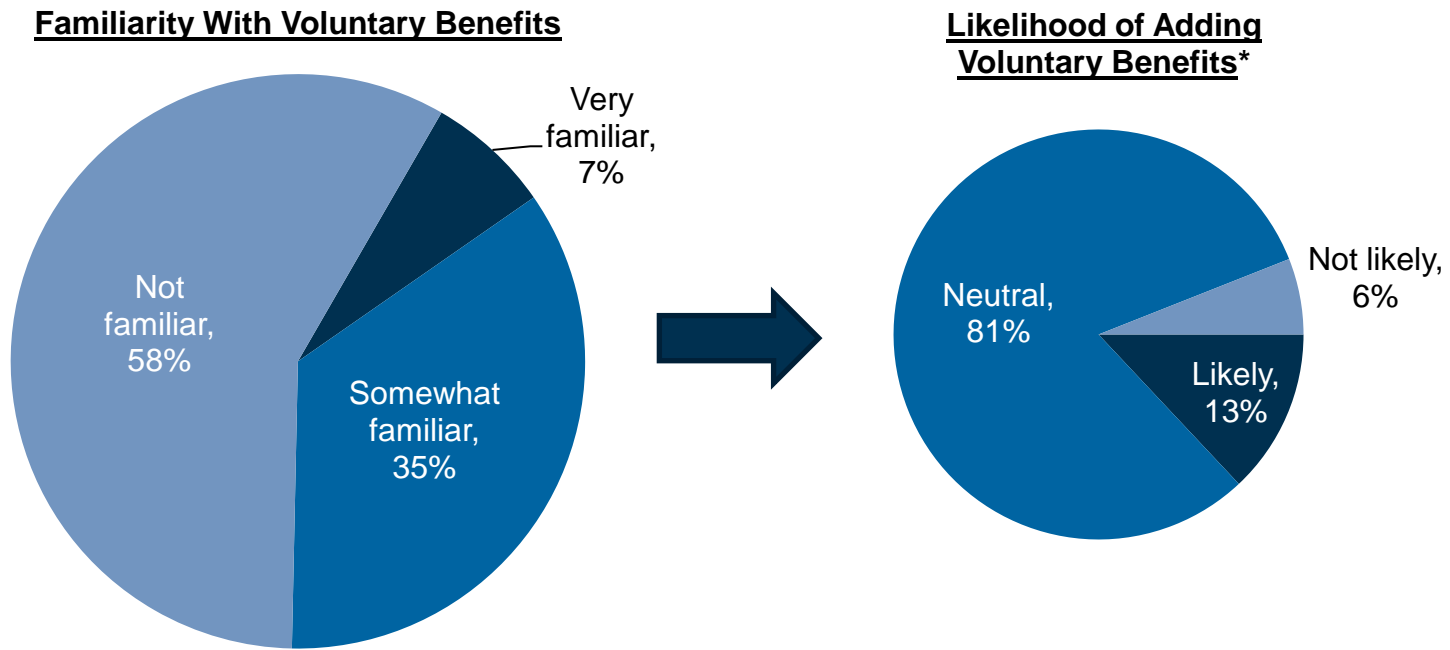 Familiarity With Voluntary Benefits
Very
familiar,
7%
Not
familiar,
58%
Somewhat
familiar,
35%
Likelihood of Adding
Voluntary Benefits*
Neutral,
81%
Not likely,
6%
Likely,
13%